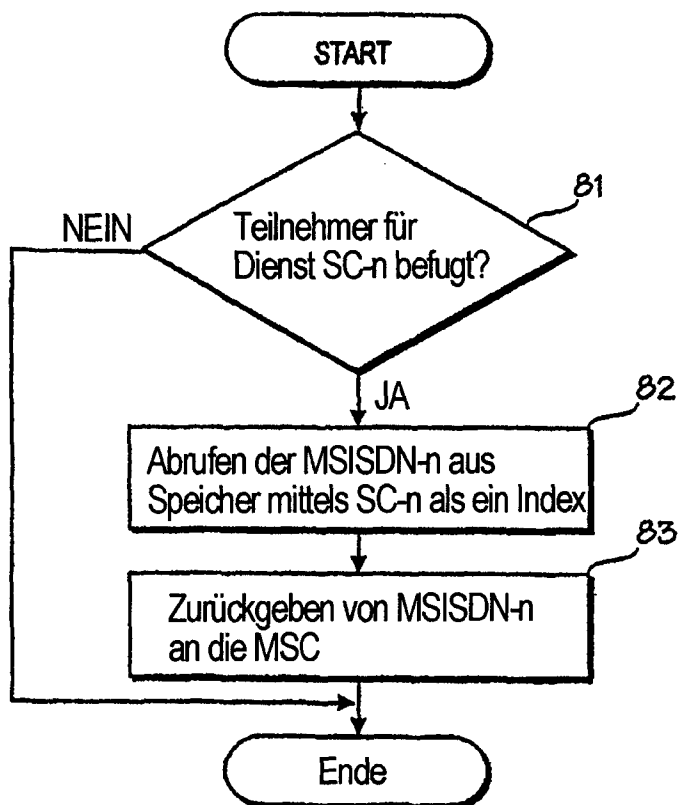 START
81
Teilnehmer für
Dienst SC-n befugt?
NEIN
JA
82
Abrufen der MSISDN-n aus
Speicher mittels SC-n als ein Index
83
Zurückgeben von MSISDN-n
an die MSC
Ende